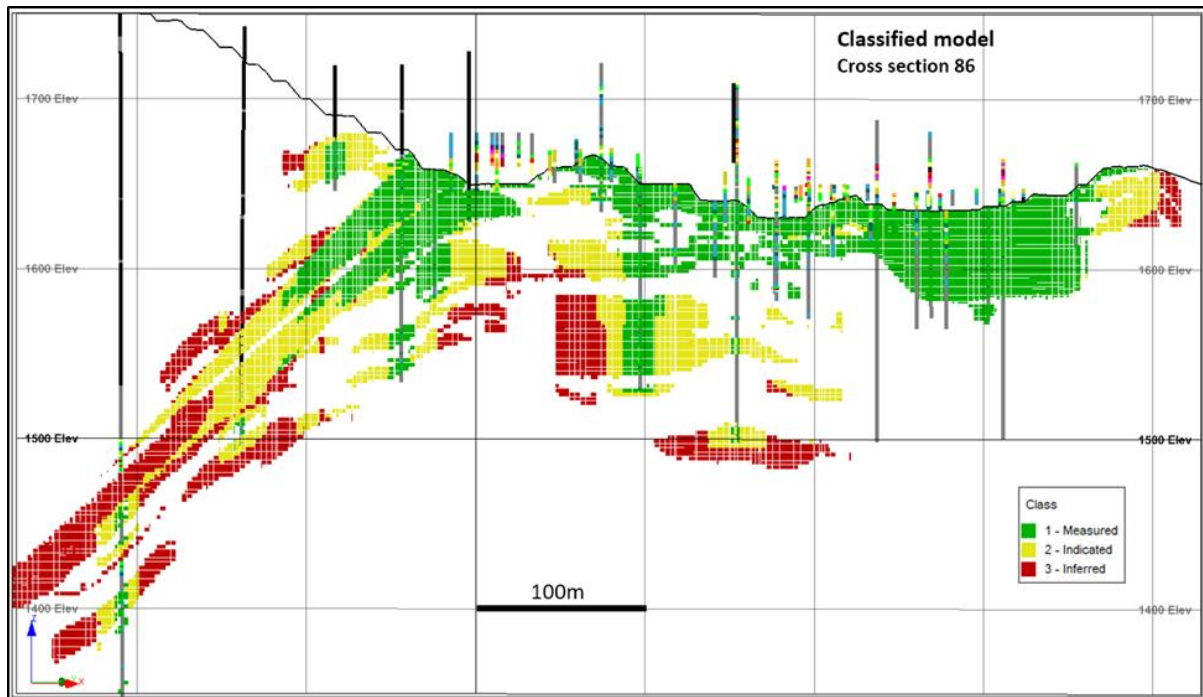 Classified model
Cross section 86
1700 Elev
1700 Elev
1600 Elev
1600 Elev
1500 Elev
1500 Elev
Class
1 - Measured
2 - Indicated
3 - Inferred
100m
1400 Elev
1400 Elev
Z
X